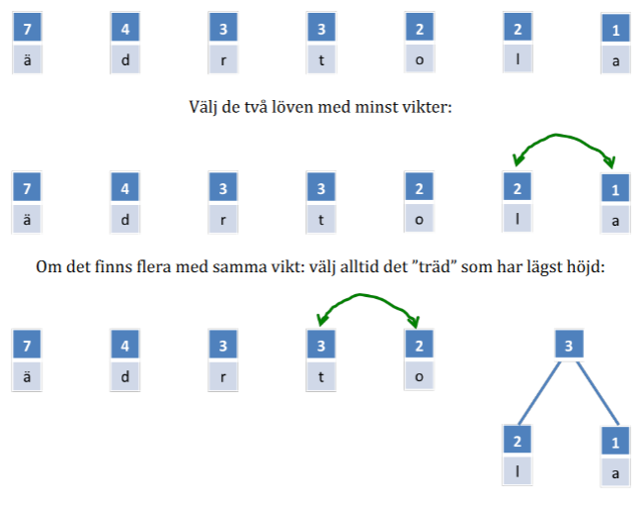 7 4 3 3 2 2 1
ä d r t o l a
Välj de två löven med minst vikter:
7 4 3 3 2 2 1
ä d r t o l a
Om det finns flera med samma vikt: välj alltid det ”träd” som har lägst höjd:
7 4 3 3 2 3
ä d r t o
2 1
l a